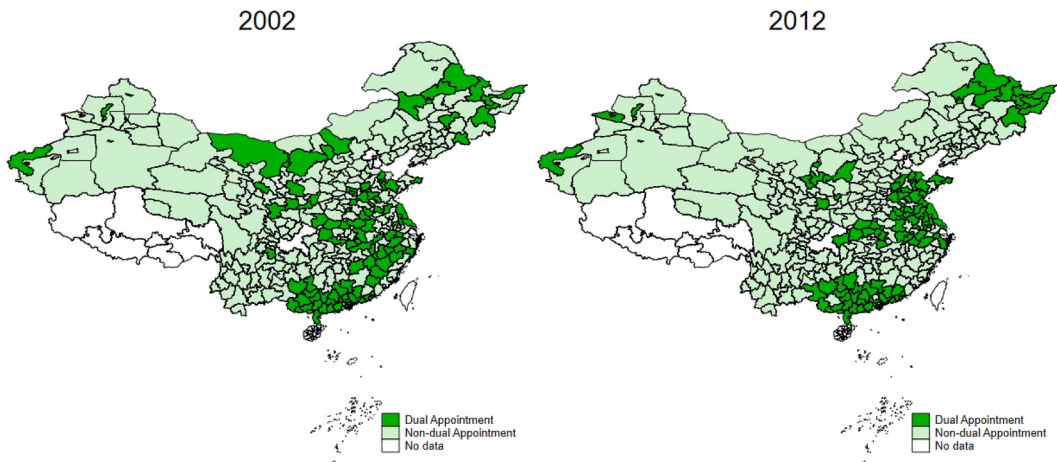 2002
2012
Dual Appointment
Non-dual Appointment
No data
Dual Appointment
Non-dual Appointment
No data